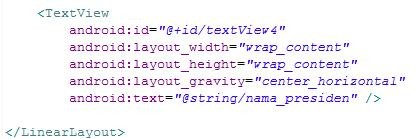 <TextView
android:id="@+id/textView4"
android:layout_width="wrap_content"
android:layout_height="wrap_content"
android:layout_gravity="center_horizontal"
android:text="@string/nama_presiden" />
</LinearLayout>